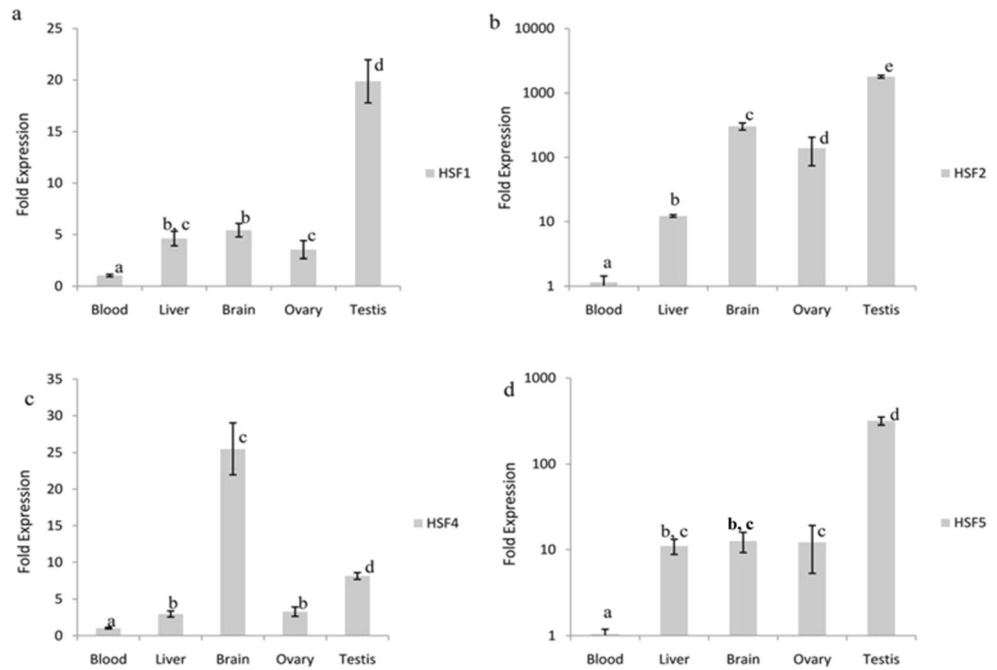 a
25
20
15
10
5
0
Fold Expression
a
b, c
b
c
d
Blood Liver Brain Ovary Testis
HSF1
b
10000
1000
100
10
1
Fold Expression
a
b
c
d
e
Blood Liver Brain Ovary Testis
HSF2
c
35
30
25
20
15
10
5
0
Fold Expression
a
b
c
b
d
Blood Liver Brain Ovary Testis
HSF4
d
1000
100
10
1
Fold Expression
a
b, c
b, c
c
d
Blood Liver Brain Ovary Testis
HSF5